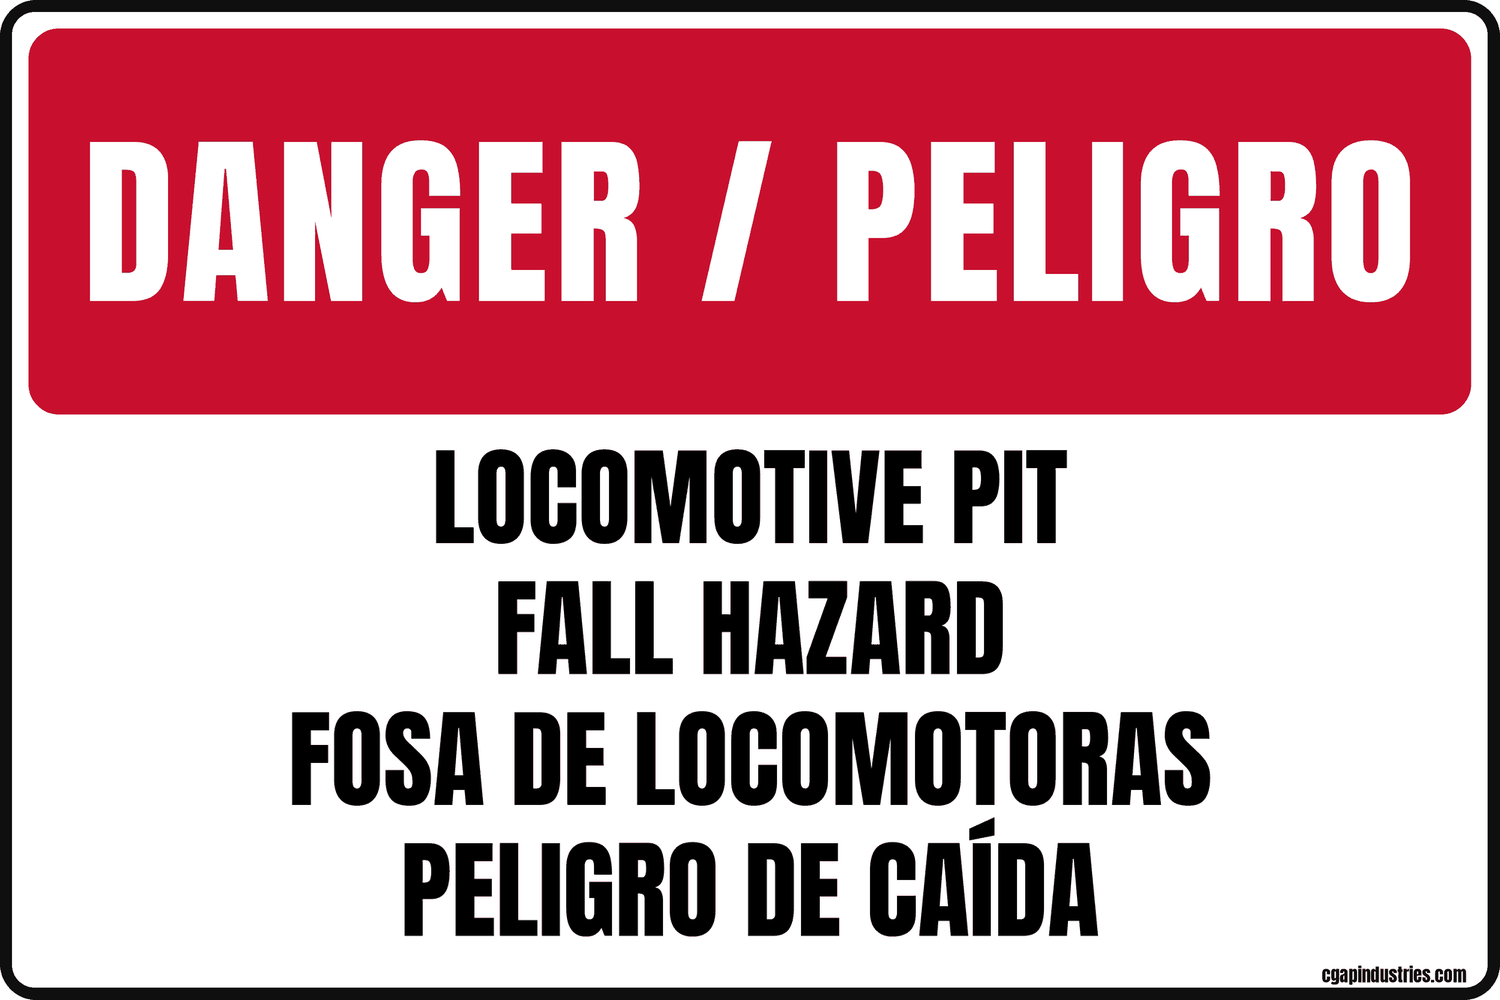 DANGER / PELIGRO
LOCOMOTIVE PIT
FALL HAZARD
FOSA DE LOCOMOTORAS
PELIGRO DE CAÍDA
cgapindustries.com